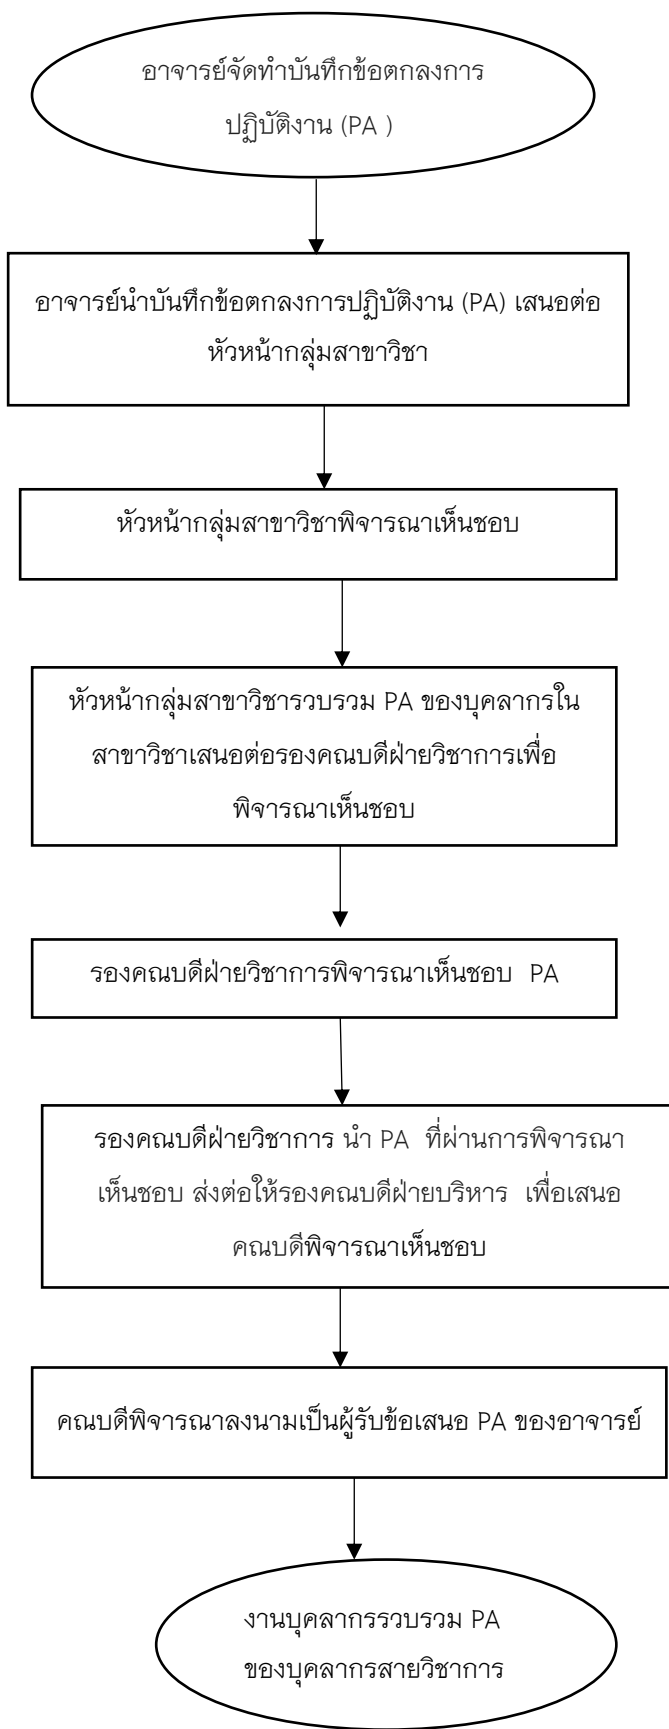 อาจารย์จัดทำบันทึกข้อตกลงการ
ปฏิบัติงาน (PA )
อาจารย์นำบันทึกข้อตกลงการปฏิบัติงาน (PA) เสนอต่อ
หัวหน้ากลุ่มสาขาวิชา
หัวหน้ากลุ่มสาขาวิชาพิจารณาเห็นชอบ
หัวหน้ากลุ่มสาขาวิชารวบรวม PA ของบุคลากรใน
สาขาวิชาเสนอต่อรองคณบดีฝ่ายวิชาการเพื่อ
พิจารณาเห็นชอบ
รองคณบดีฝ่ายวิชาการพิจารณาเห็นชอบ PA
รองคณบดีฝ่ายวิชาการ นำ PA ที่ผ่านการพิจารณา
เห็นชอบ ส่งต่อให้รองคณบดีฝ่ายบริหาร เพื่อเสนอ
คณบดีพิจารณาเห็นชอบ
คณบดีพิจารณาลงนามเป็นผู้รับข้อเสนอ PA ของอาจารย์
งานบุคลากรรวบรวม PA
ของบุคลากรสายวิชาการ